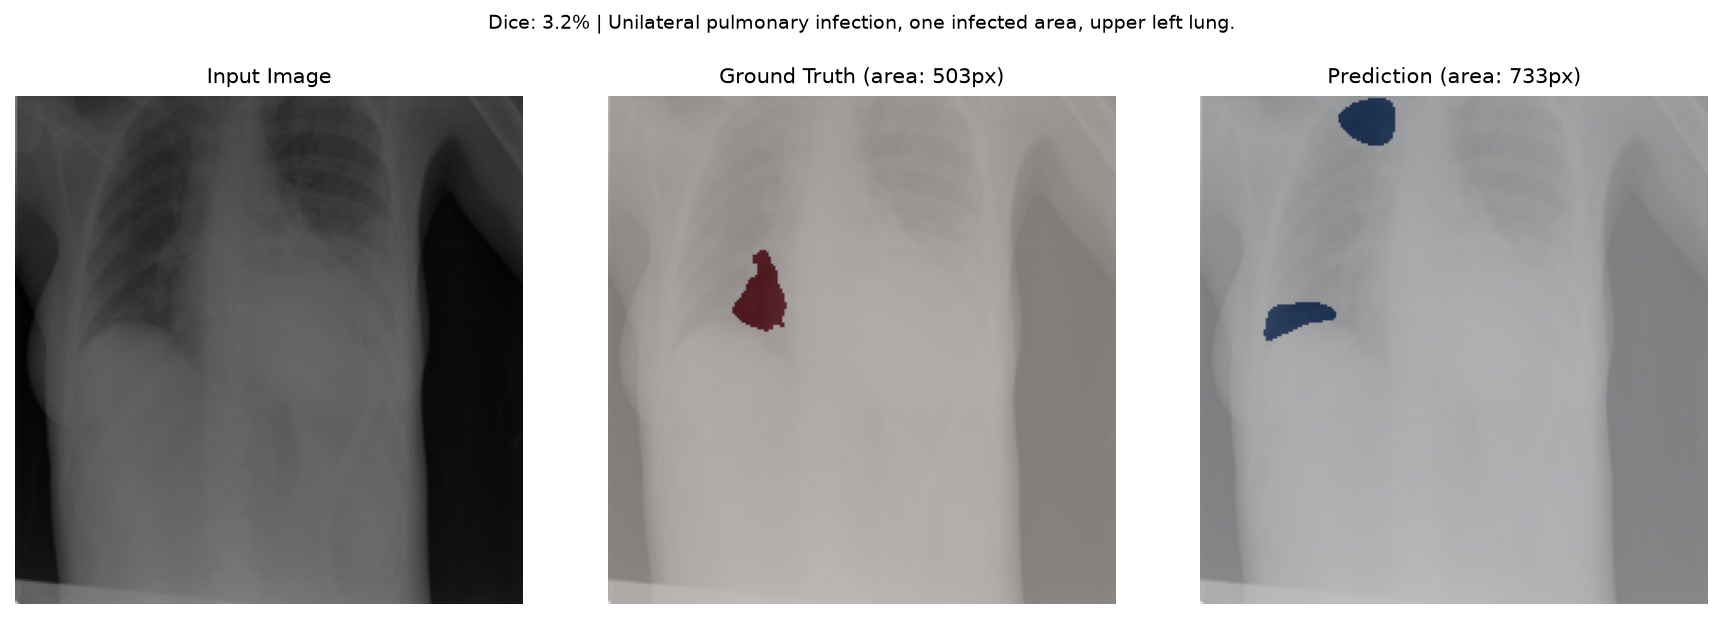 Dice: 3.2% | Unilateral pulmonary infection, one infected area, upper left lung.
Input Image
Ground Truth (area: 503px)
Prediction (area: 733px)